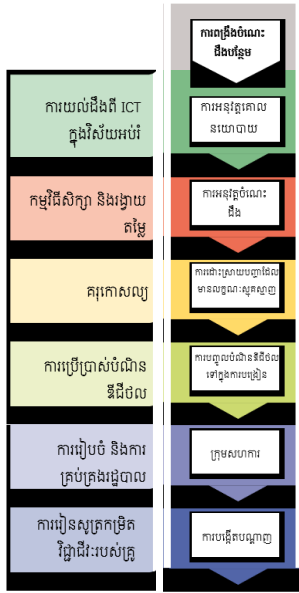 ការពង្រឹងចំណេះ
ដឹងបន្ថែម
ការយល់ដឹងពី ICT
ក្នុងវិស័យអប់រំ
ការអនុវត្តគោល
នយោបាយ
កម្មវិធីសិក្សា និងរង្វាយ
តម្លៃ
ការអនុវត្តចំណេះ
ដឹង
គរុកោសល្យ
ការដោះស្រាយបញ្ហាដែល
មានលក្ខណៈស្មុគស្មាញ
ការប្រើប្រាស់បំណិន
ឌីជីថល
ការបញ្ចូលបំណិនឌីជីថល
ទៅក្នុងការបង្រៀន
ការរៀបចំ និងការ
គ្រប់គ្រងរដ្ឋបាល
ក្រុមសហការ
ការរៀនសូត្រកម្រិត
វិជ្ជាជីវៈរបស់គ្រូ
ការបង្កើតបណ្តាញ